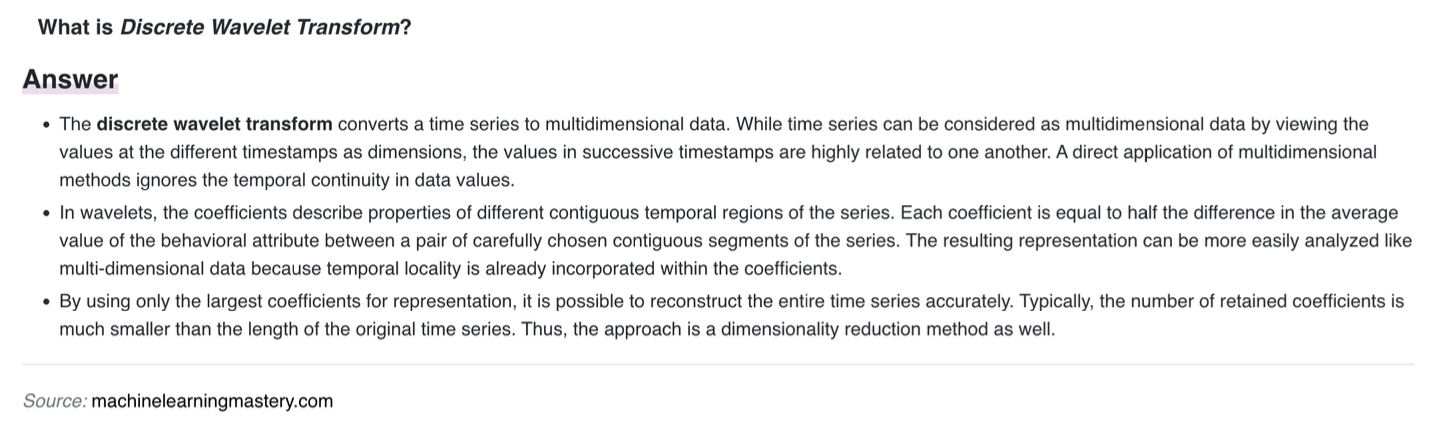 What is Discrete Wavelet Transform?
Answer
• The discrete wavelet transform converts a time series to multidimensional data. While time series can be considered as multidimensional data by viewing the
values at the different timestamps as dimensions, the values in successive timestamps are highly related to one another. A direct application of multidimensional
methods ignores the temporal continuity in data values.
• In wavelets, the coefficients describe properties of different contiguous temporal regions of the series. Each coefficient is equal to half the difference in the average
value of the behavioral attribute between a pair of carefully chosen contiguous segments of the series. The resulting representation can be more easily analyzed like
multi-dimensional data because temporal locality is already incorporated within the coefficients.
• By using only the largest coefficients for representation, it is possible to reconstruct the entire time series accurately. Typically, the number of retained coefficients is
much smaller than the length of the original time series. Thus, the approach is a dimensionality reduction method as well.
Source: machinelearningmastery.com